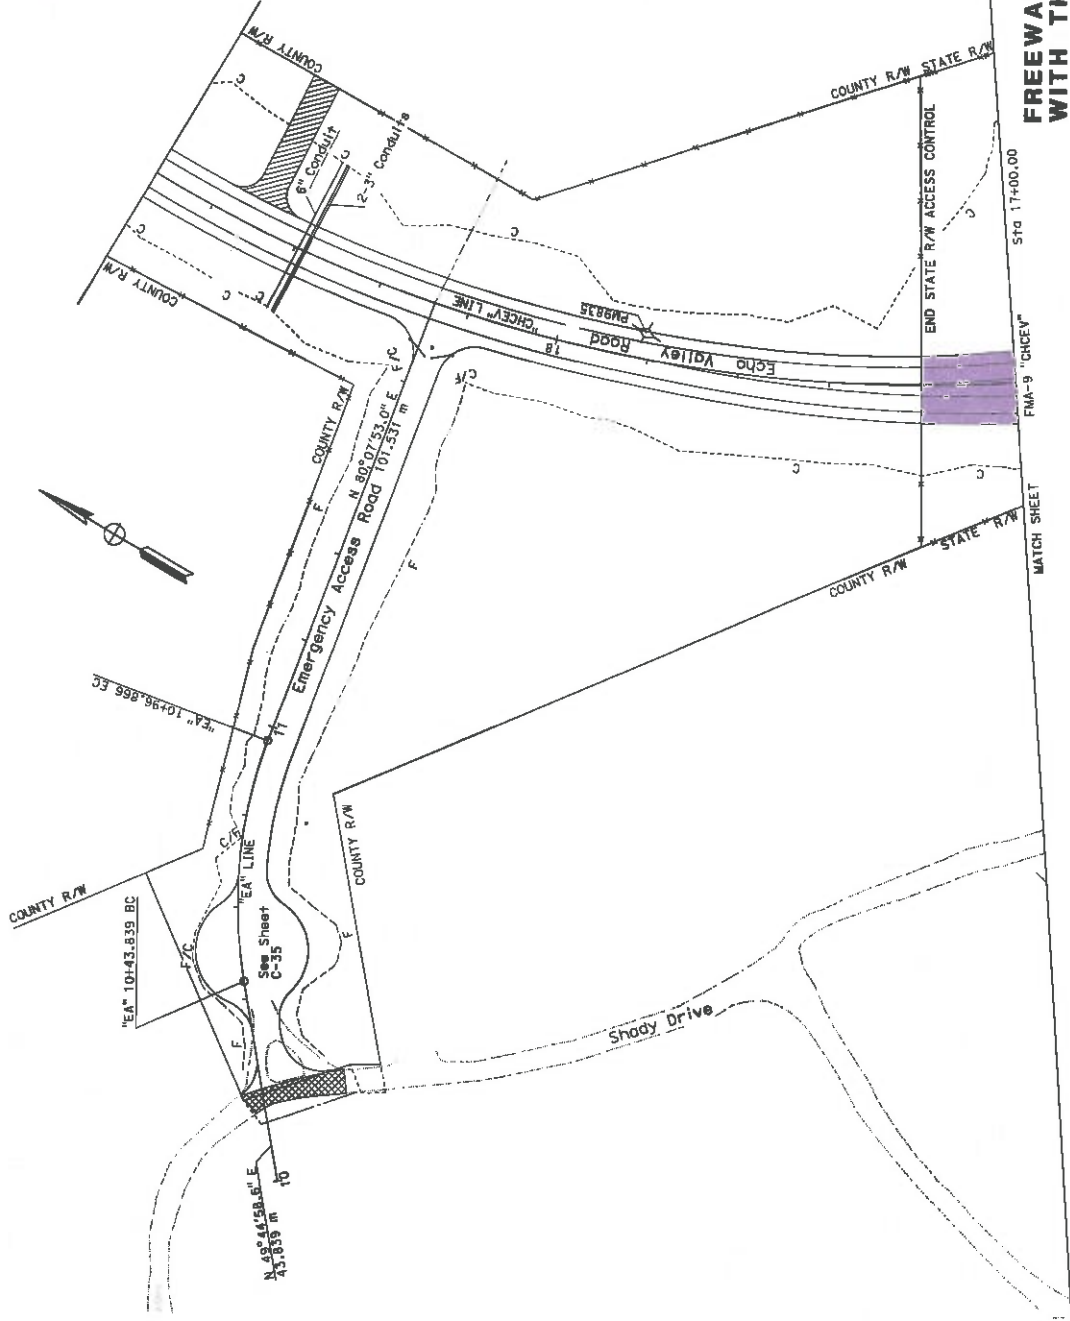 COUNTY R/W
COUNTY R/W
C
C
6" Conduit
2-3" Conduits
C
C
C
C
COUNTY R/W
FREEWA
WITH TH
COUNTY R/W
STATE R/W
END STATE R/W ACCESS CONTROL
C
Sta 17+00.00
"CHCEV" LINE
PM9835
18
Echo Valley
Road
F/C
C/F
N 80°07'53.0" E
101.531 m
Emergency Access Road
COUNTY R/W
F
F
C
C
FMA-9 "CHCEV"
MATCH SHEET
STATE R/W
COUNTY R/W
"EA" 10+96.866 EC
11
C/F
"EA" LINE
COUNTY R/W
COUNTY R/W
"EA" 10+43.839 BC
F/C
See Sheet
C-35
F
F
Shady Drive
N 49°44'58.6" E
43.839 m
10